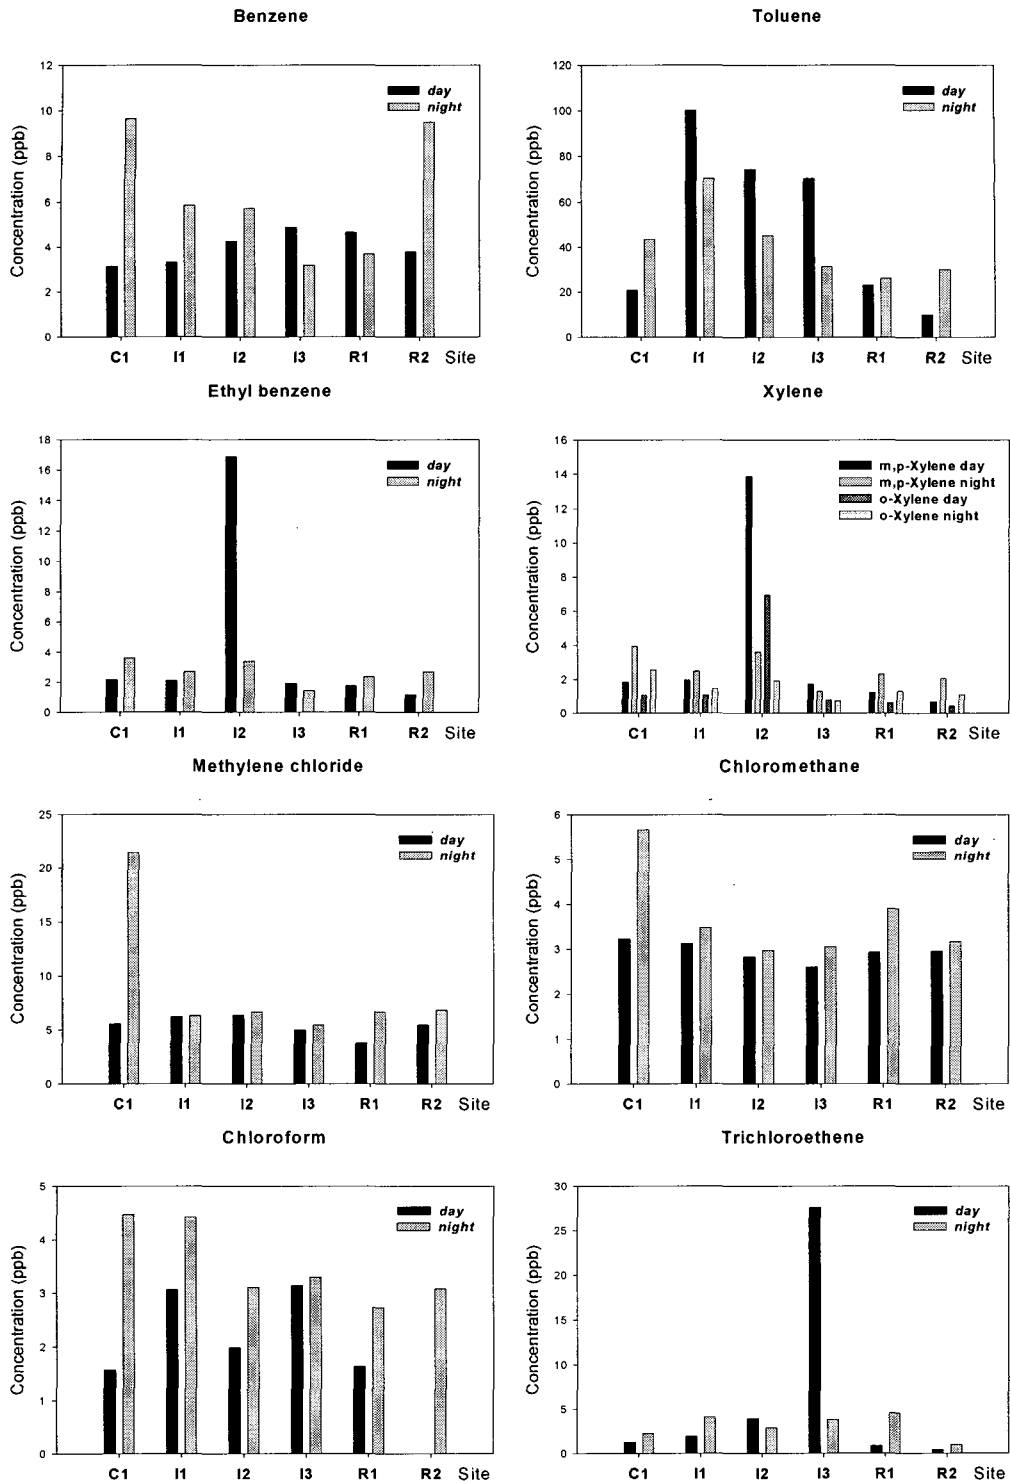 Benzene
12
10
8
6
4
2
0
Concentration (ppb)
day
night
C1 I1 I2 I3 R1 R2 Site
Toluene
120
100
80
60
40
20
0
Concentration (ppb)
day
night
C1 I1 I2 I3 R1 R2 Site
Ethyl benzene
18
16
14
12
10
8
6
4
2
0
Concentration (ppb)
day
night
C1 I1 I2 I3 R1 R2 Site
Xylene
16
14
12
10
8
6
4
2
0
Concentration (ppb)
m,p-Xylene day
m,p-Xylene night
o-Xylene day
o-Xylene night
C1 I1 I2 I3 R1 R2 Site
Methylene chloride
25
20
15
10
5
0
Concentration (ppb)
day
night
C1 I1 I2 I3 R1 R2 Site
Chloromethane
6
5
4
3
2
1
0
Concentration (ppb)
day
night
C1 I1 I2 I3 R1 R2 Site
Chloroform
5
4
3
2
1
0
Concentration (ppb)
day
night
C1 I1 I2 I3 R1 R2 Site
Trichloroethene
30
25
20
15
10
5
0
Concentration (ppb)
day
night
C1 I1 I2 I3 R1 R2 Site